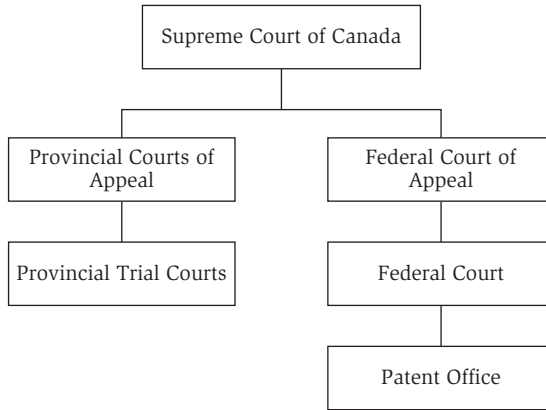 Supreme Court of Canada
Provincial Courts of
Appeal
Federal Court of
Appeal
Provincial Trial Courts
Federal Court
Patent Office